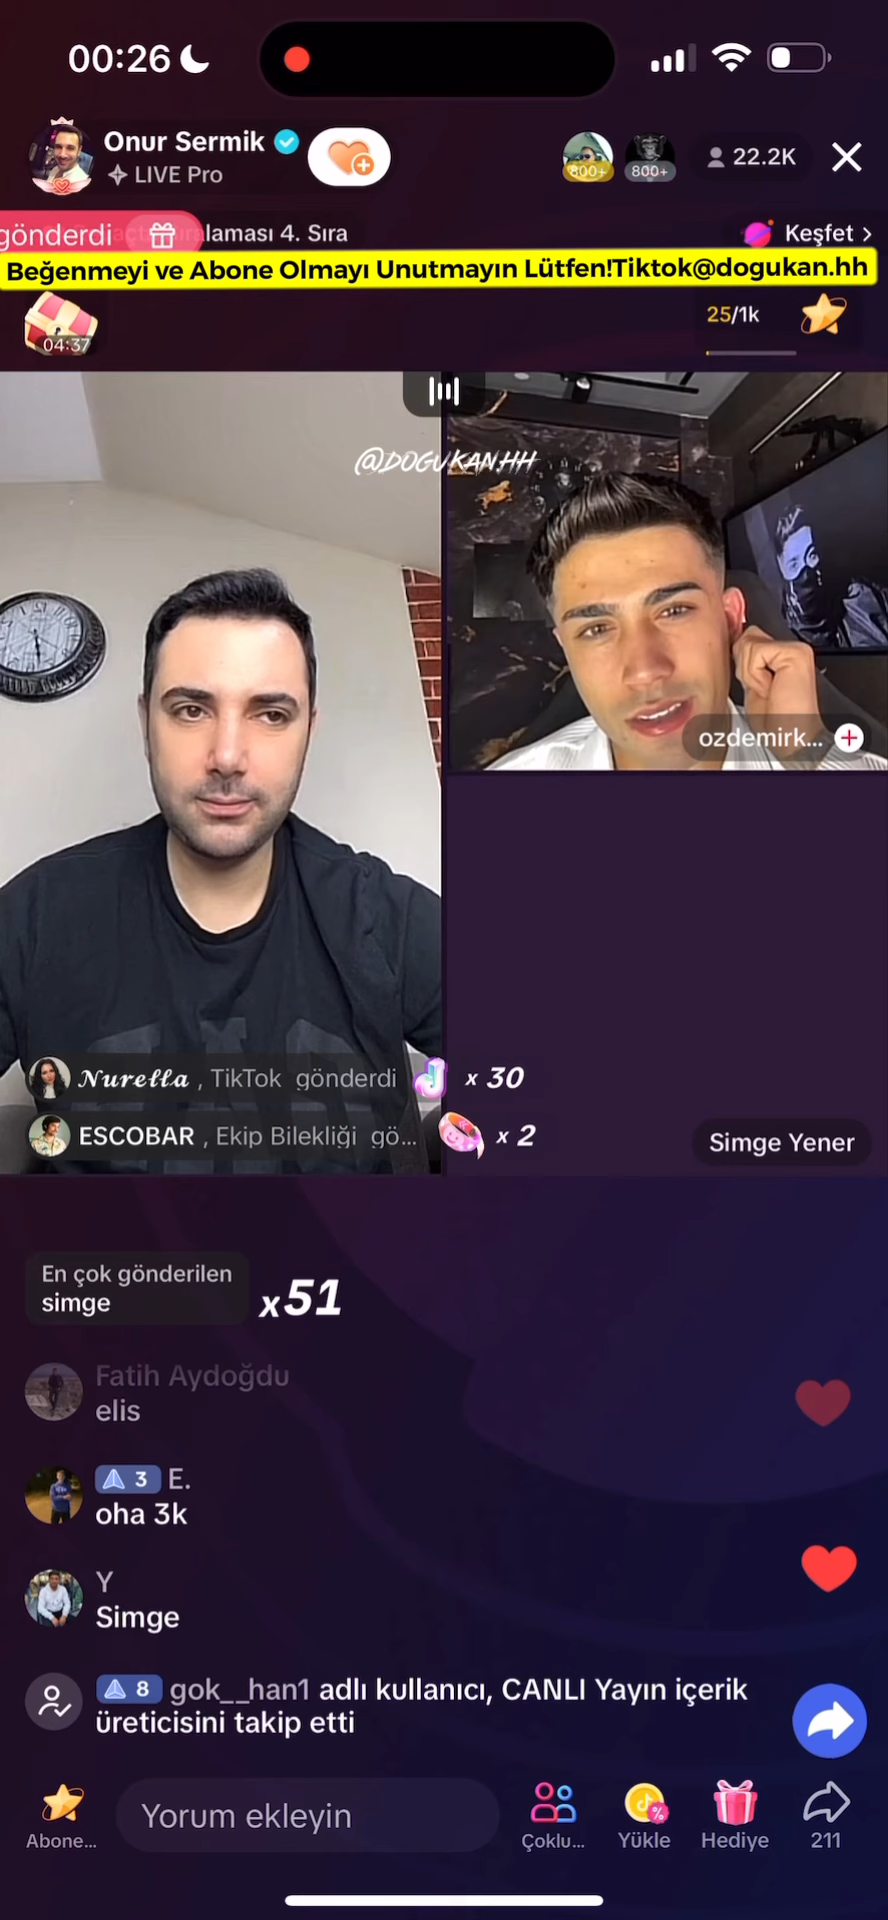 00:26
Onur Sermik
LIVE Pro
800+
800+
22.2K
gönderdi
laması 4. Sıra
Keşfet >
Beğenmeyi ve Abone Olmayı Unutmayın Lütfen!Tiktok@dogukan.hh
04:37
25/1k
@DOGUKAN.HH
ozdemirk...
Nurella , TikTok gönderdi x 30
ESCOBAR , Ekip Bilekliği gö... x 2
Simge Yener
En çok gönderilen
simge
x51
Fatih Aydoğdu
elis
3 E.
oha 3k
Y
Simge
8 gok__han1 adlı kullanıcı, CANLI Yayın içerik
üreticisini takip etti
Abone...
Yorum ekleyin
Çoklu...
Yükle
Hediye
211